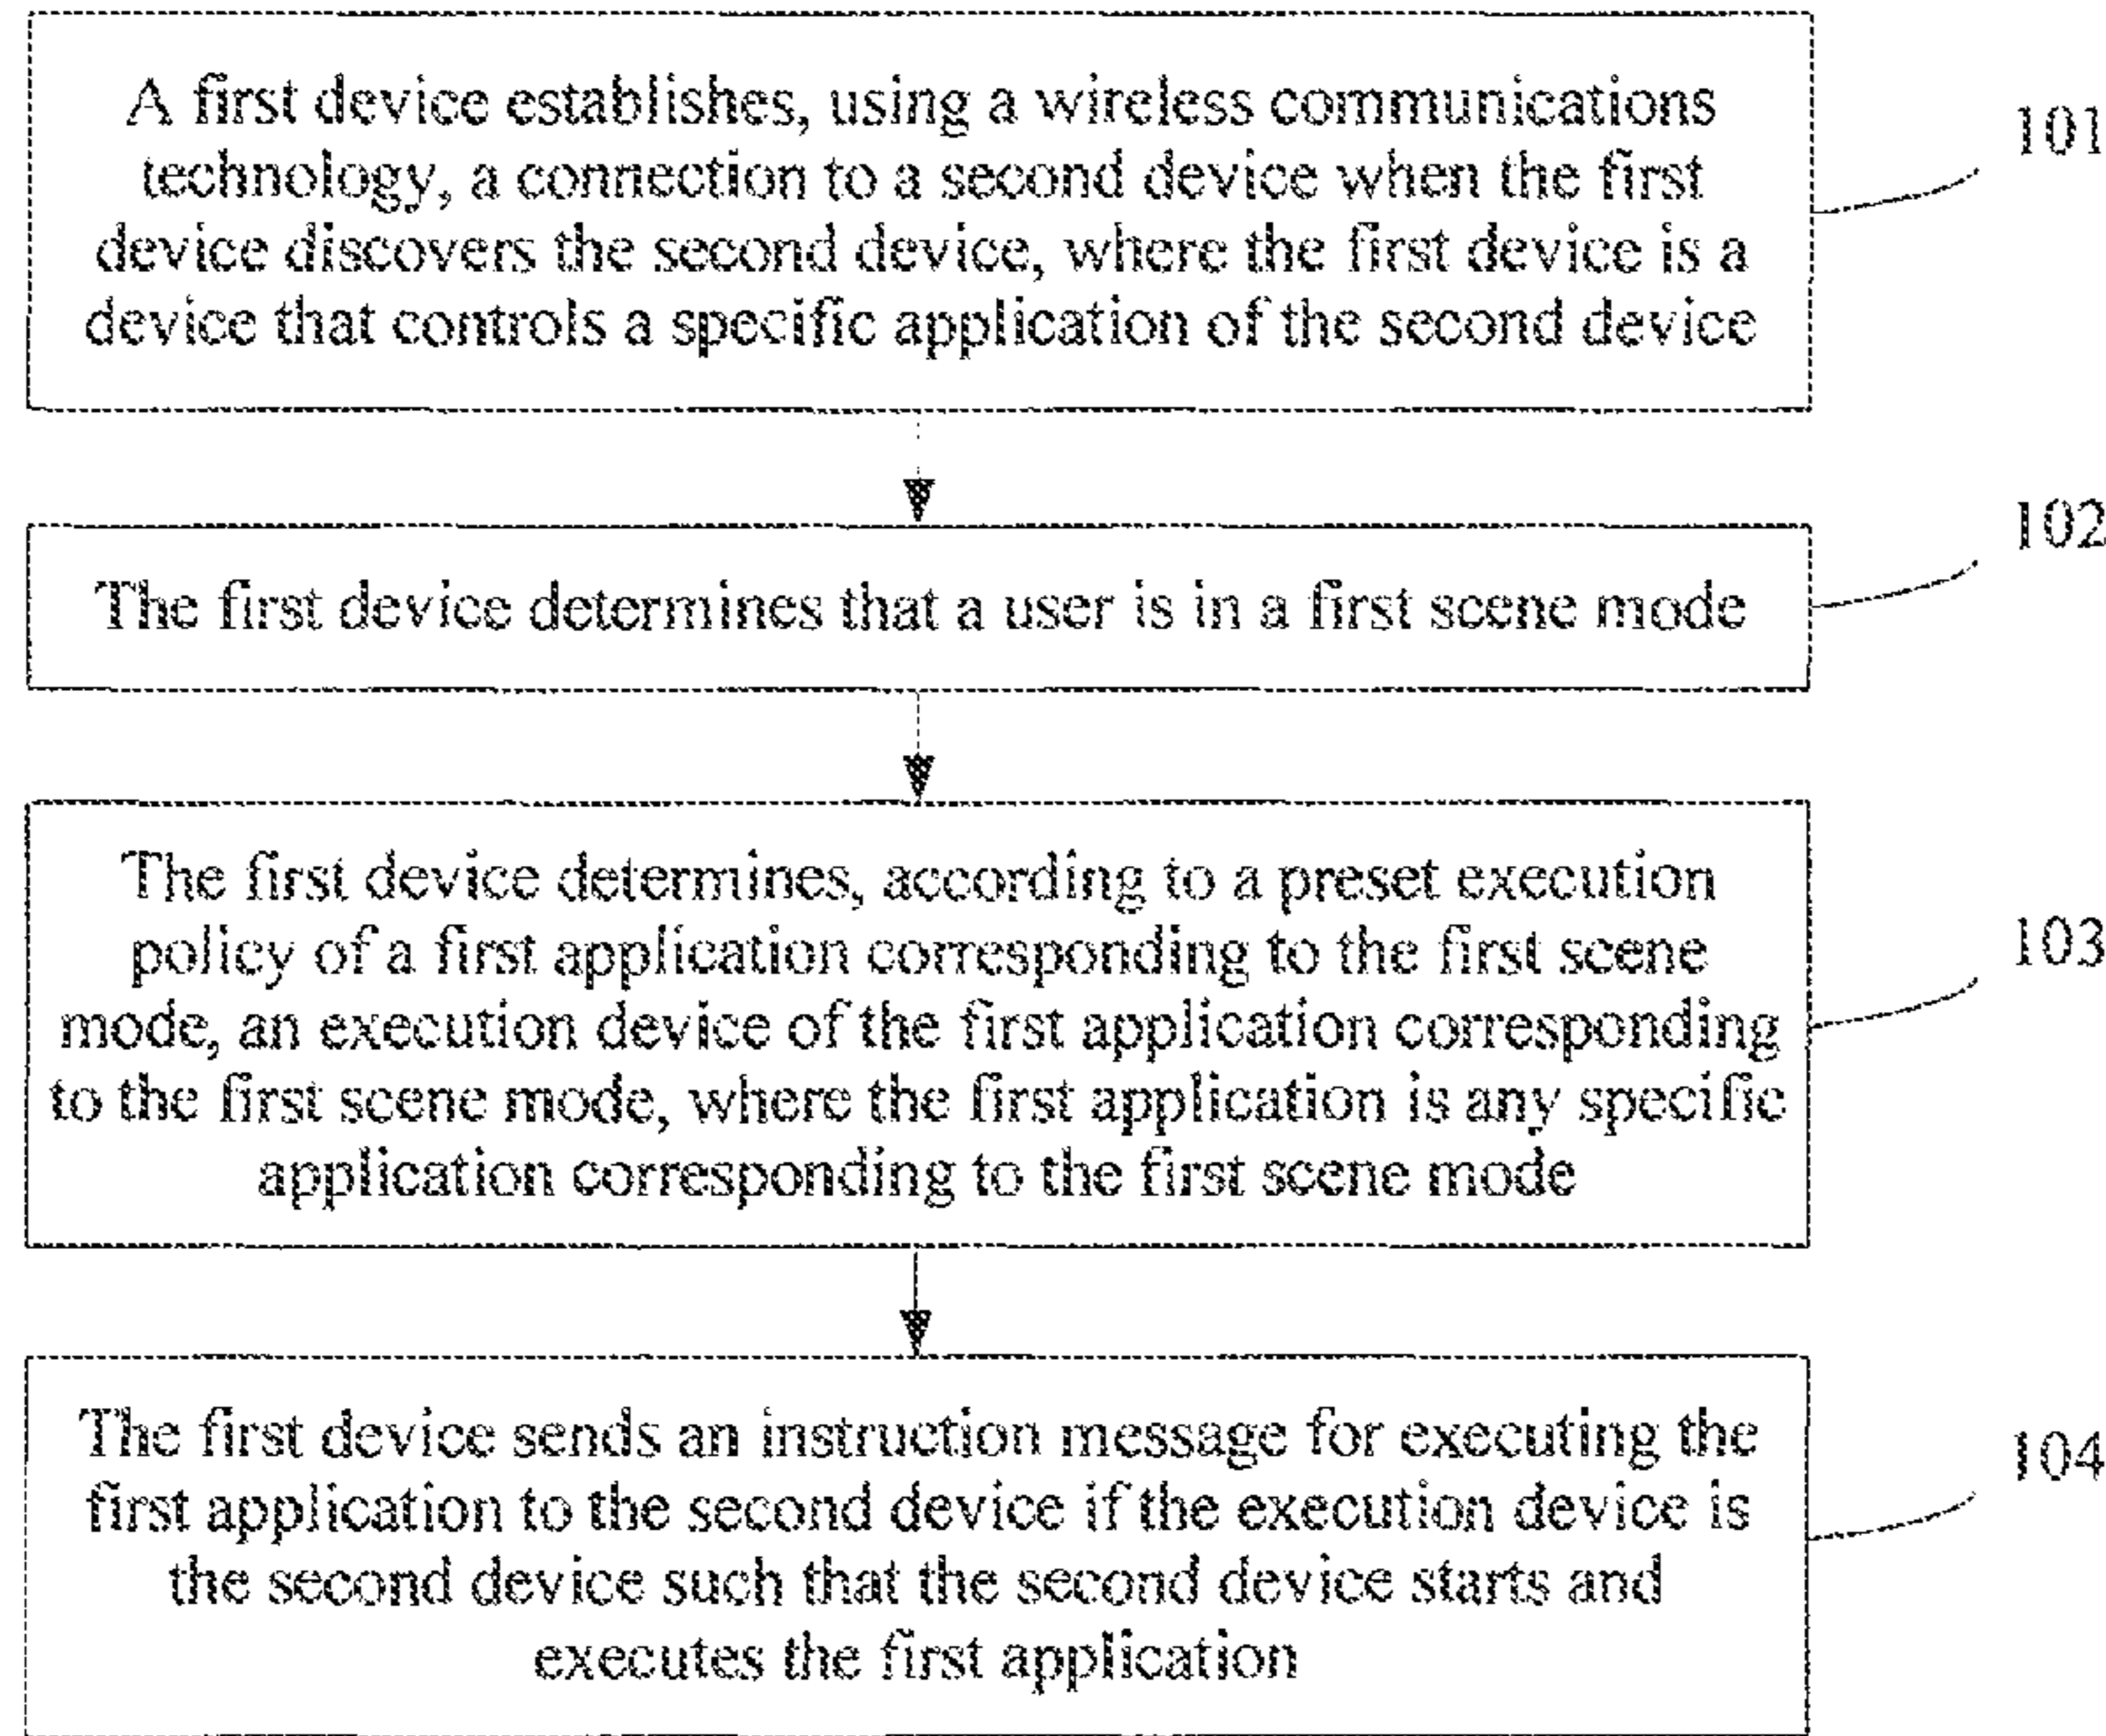 A first device establishes, using a wireless communications
technology, a connection to a second device when the first
device discovers the second device, where the first device is a
device that controls a specific application of the second device
101
The first device determines that a user is in a first scene mode
102
The first device determines, according to a preset execution
policy of a first application corresponding to the first scene
mode, an execution device of the first application corresponding
to the first scene mode, where the first application is any specific
application corresponding to the first scene mode
103
The first device sends an instruction message for executing the
first application to the second device if the execution device is
the second device such that the second device starts and
executes the first application
104